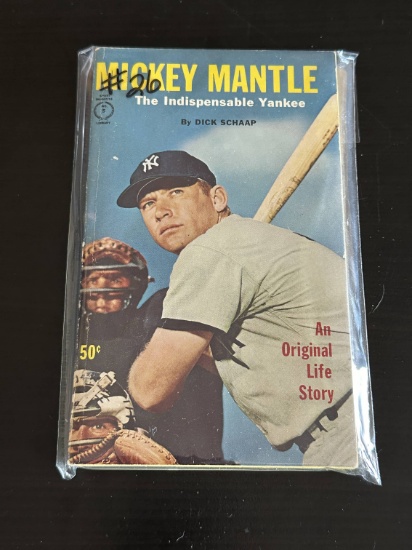 MICKEY MANTLE
#26
The Indispensable Yankee
By DICK SCHAAP
NY
50¢
An
Original
Life
Story